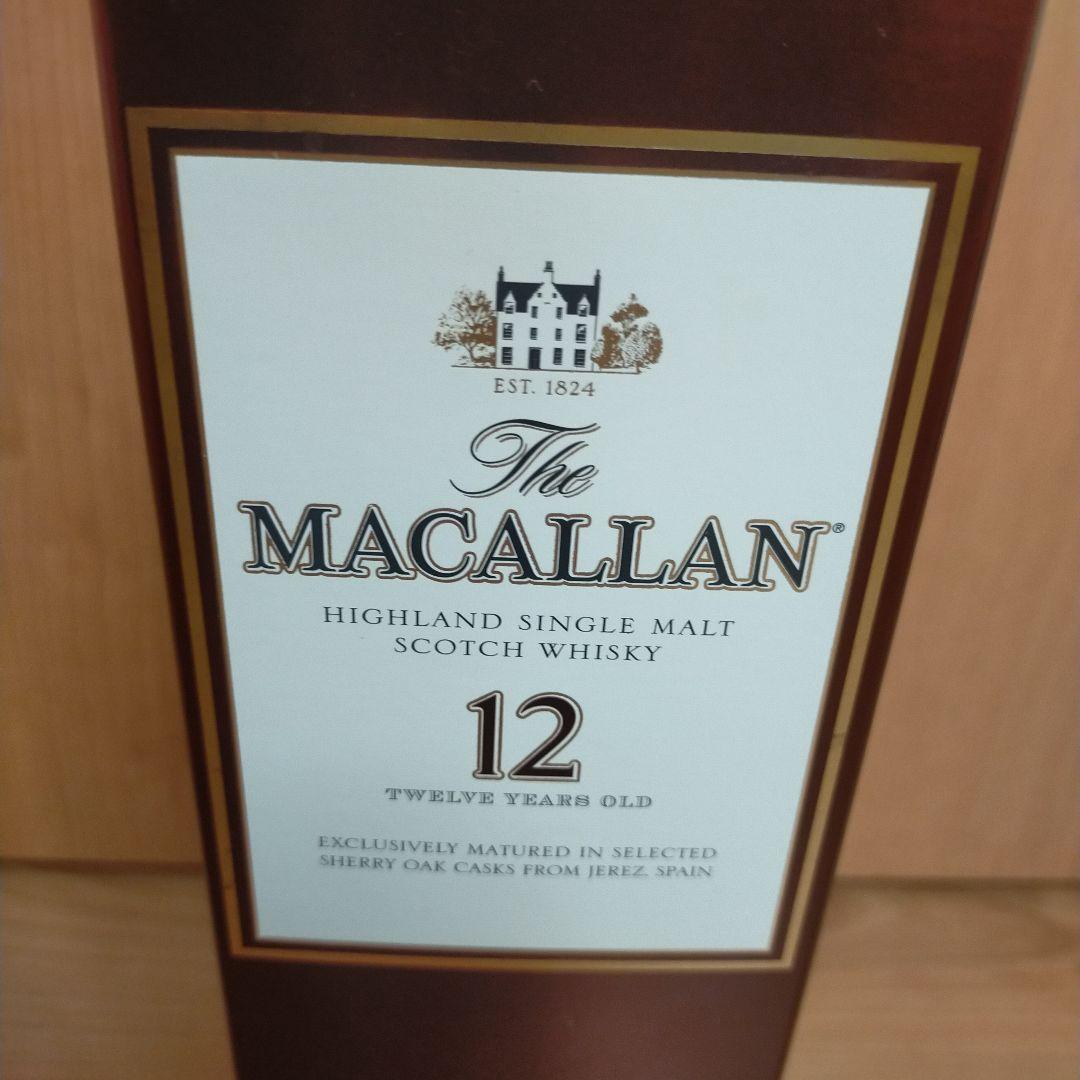 EST. 1824
The
MACALLAN®
HIGHLAND SINGLE MALT
SCOTCH WHISKY
12
TWELVE YEARS OLD
EXCLUSIVELY MATURED IN SELECTED
SHERRY OAK CASKS FROM JEREZ, SPAIN